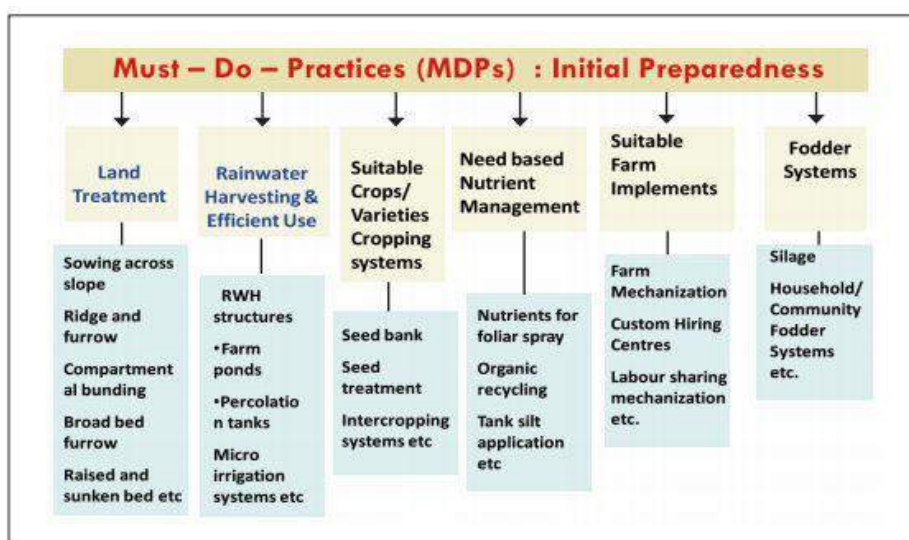 Must – Do – Practices (MDPs) : Initial Preparedness
Land
Treatment
Sowing across
slope
Ridge and
furrow
Compartment
al bunding
Broad bed
furrow
Raised and
sunken bed etc
Rainwater
Harvesting &
Efficient Use
RWH
structures
•Farm
ponds
•Percolatio
n tanks
Micro
irrigation
systems etc
Suitable
Crops/
Varieties
Cropping
systems
Seed bank
Seed
treatment
Intercropping
systems etc
Need based
Nutrient
Management
Nutrients for
foliar spray
Organic
recycling
Tank silt
application
etc
Suitable
Farm
Implements
Farm
Mechanization
Custom Hiring
Centres
Labour sharing
mechanization
etc.
Fodder
Systems
Silage
Household/
Community
Fodder
Systems
etc.